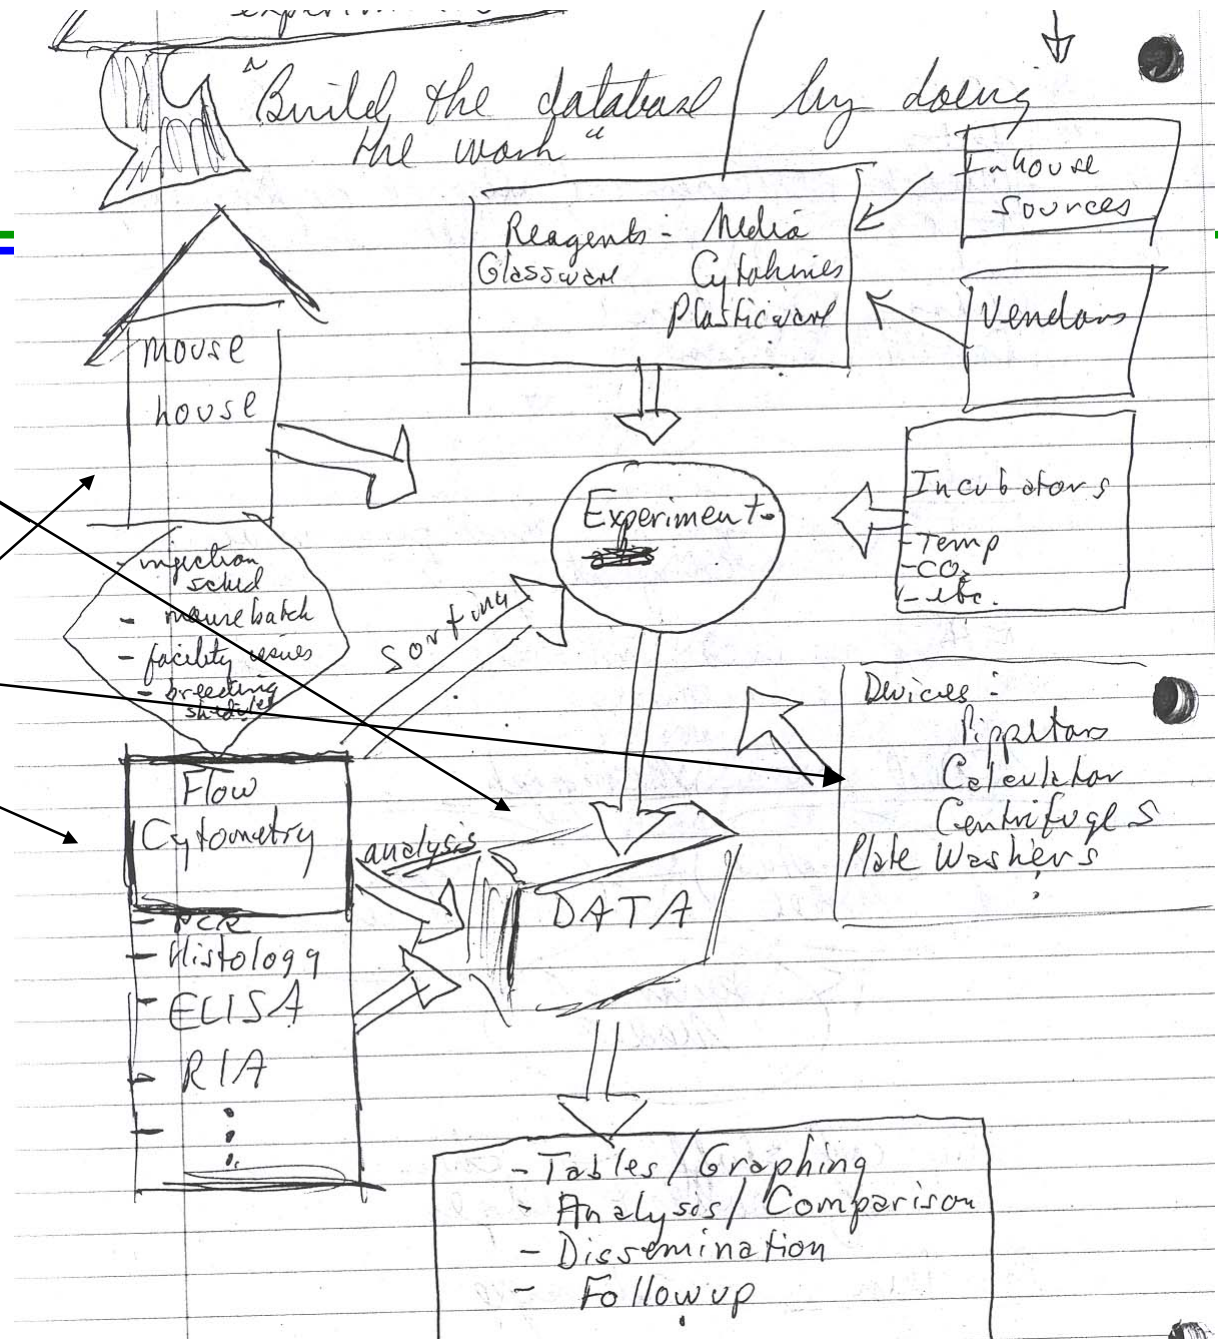 "Build the database by doing
the work"
Inhouse
Sources
Reagents - Media
Glassware Cytokines
Plasticware
Vendors
mouse
house
Incubators
- Temp
- CO₂
- etc.
Experiment
- injection
sched
- mouse batch
- facility issues
- breeding
Sorting
Devices:
Pippetors
Calculator
Centrifuges
Plate Washers
:
Flow
Cytometry
analysis
DATA
- PCR
- Histology
- ELISA
- RIA
-
- Tables/Graphing
- Analysis/Comparison
- Dissemination
- Followup